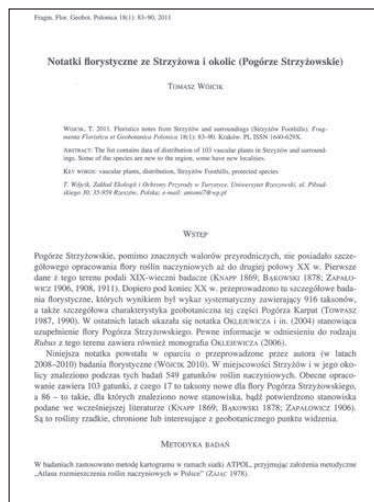 Fragm. Flor. Geobot. Polonica 18(1): 83–90, 2011
Notatki florystyczne ze Strzyżowa i okolic (Pogórze Strzyżowskie)
Tomasz Wójcik
Wójcik, T. 2011. Floristics notes from Strzyżów and surroundings (Strzyżów Foothills). Frag-
menta Floristica et Geobotanica Polonica 18(1): 83–90. Kraków. PL ISSN 1640-629X.
Abstract: The list contains data of distribution of 103 vascular plants in Strzyżów and surround-
ings. Some of the species are new to the region, some have new localities.
Key words: vascular plants, distribution, Strzyżów Foothills, protected species
T. Wójcik, Zakład Ekologii i Ochrony Przyrody w Turystyce, Uniwersytet Rzeszowski, ul. Piłsud-
skiego 30, 35-959 Rzeszów, Polska; e-mail: antomi7@wp.pl
Wstęp
Pogórze Strzyżowskie, pomimo znacznych walorów przyrodniczych, nie posiadało szcze-
gółowego opracowania flory roślin naczyniowych aż do drugiej połowy XX w. Pierwsze
dane z tego terenu podali XIX-wieczni badacze (Knapp 1869; Bąkowski 1878; Zapało-
wicz 1906, 1908, 1911). Dopiero pod koniec XX w. przeprowadzono tu szczegółowe bada-
nia florystyczne, których wynikiem był wykaz systematyczny zawierający 916 taksonów,
a także szczegółowa charakterystyka geobotaniczna tej części Pogórza Karpat (Towpasz
1987, 1990). W ostatnich latach ukazała się notatka Oklejewicz i in. (2004) stanowiąca
uzupełnienie flory Pogórza Strzyżowskiego. Pewne informacje w odniesieniu do rodzaju
Rubus z tego terenu zawiera również monografia Oklejewicza (2006).
Niniejsza notatka powstała w oparciu o przeprowadzone przez autora (w latach
2008–2010) badania florystyczne (Wójcik 2010). W miejscowości Strzyżów i w jego oko-
licy znaleziono podczas tych badań 549 gatunków roślin naczyniowych. Obecne opraco-
wanie zawiera 103 gatunki, z czego 17 to taksony nowe dla flory Pogórza Strzyżowskiego,
a 86 – to takie, dla których znaleziono nowe stanowiska, bądź potwierdzono stanowiska
podane we wcześniejszej literaturze (Knapp 1869; Bąkowski 1878; Zapałowicz 1906).
Są to rośliny rzadkie, chronione lub interesujące z geobotanicznego punktu widzenia.
Metodyka badań
W badaniach zastosowano metodę kartogramu w ramach siatki ATPOL, przyjmując założenia metodyczne
„Atlasu rozmieszczenia roślin naczyniowych w Polsce” (Zając 1978).